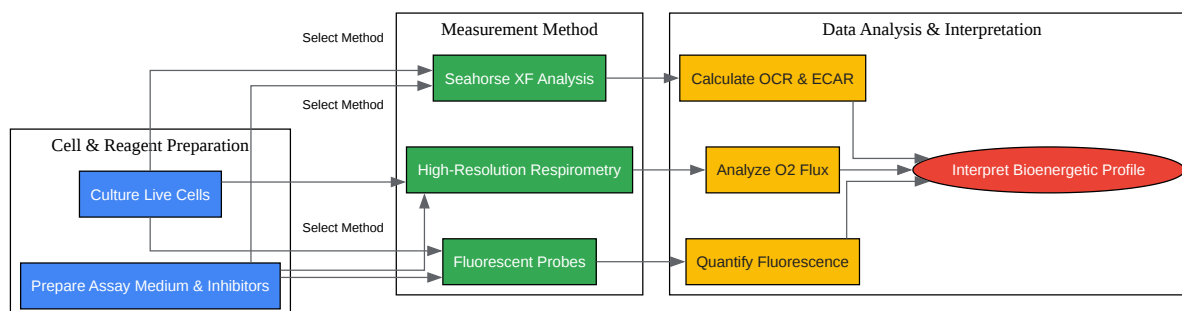 Select Method
Measurement Method
Data Analysis & Interpretation
Seahorse XF Analysis
Calculate OCR & ECAR
Select Method
Cell & Reagent Preparation
High-Resolution Respirometry
Analyze O2 Flux
Interpret Bioenergetic Profile
Culture Live Cells
Select Method
Fluorescent Probes
Quantify Fluorescence
Prepare Assay Medium & Inhibitors